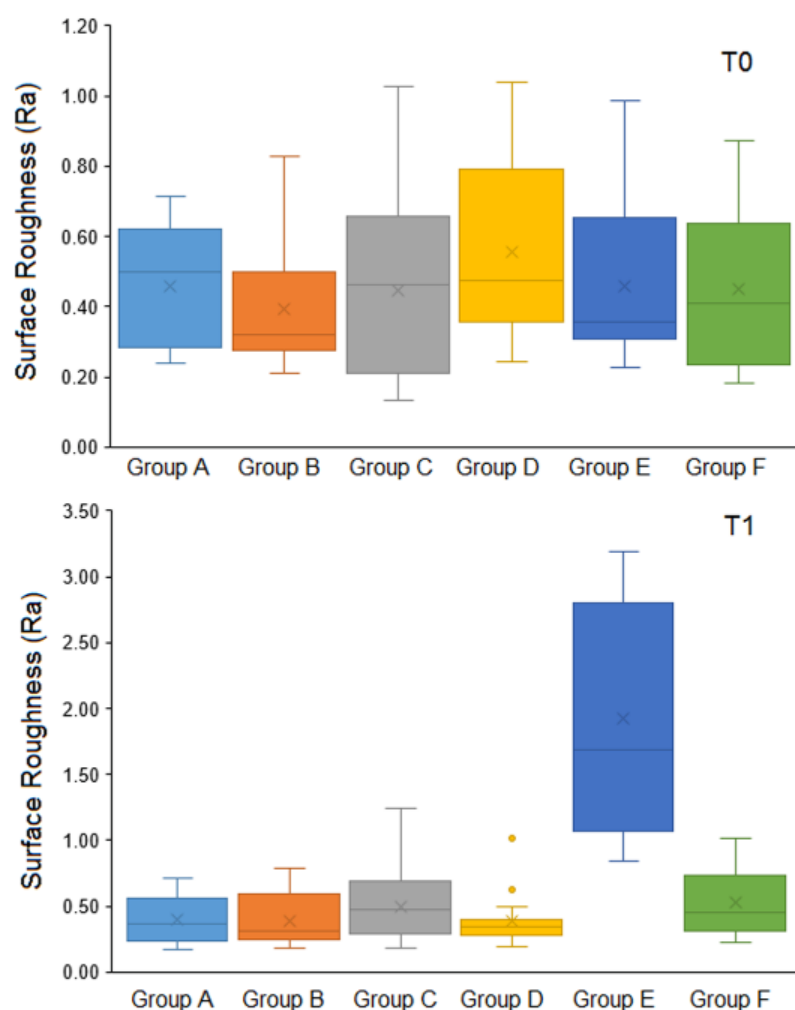 1.20
T0
1.00
0.80
0.60
0.40
0.20
0.00
Surface Roughness (Ra)
Group A Group B Group C Group D Group E Group F
3.50
T1
3.00
2.50
2.00
1.50
1.00
0.50
0.00
Surface Roughness (Ra)
Group A Group B Group C Group D Group E Group F